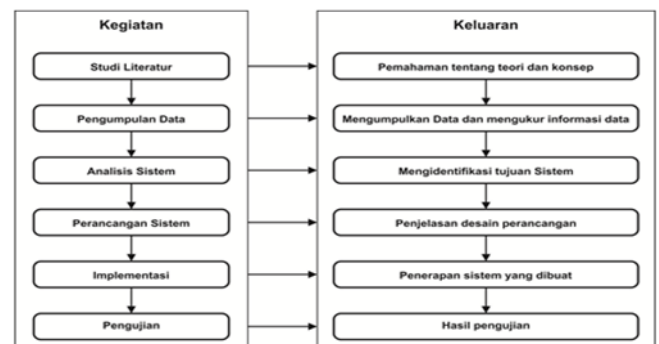 Kegiatan
Keluaran
Studi Literatur
Pemahaman tentang teori dan konsep
Pengumpulan Data
Mengumpulkan Data dan mengukur informasi data
Analisis Sistem
Mengidentifikasi tujuan Sistem
Perancangan Sistem
Penjelasan desain perancangan
Implementasi
Penerapan sistem yang dibuat
Pengujian
Hasil pengujian